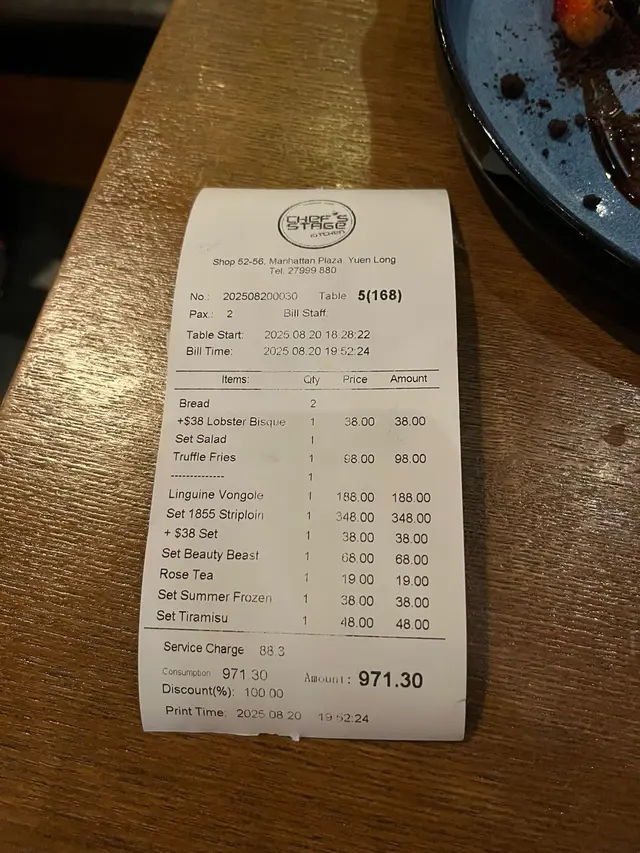 CHEF'S
STAGE
KITCHEN
Shop 52-56, Manhattan Plaza, Yuen Long
Tel. 27999 880
No.: 202508200030 Table 5(168)
Pax.: 2 Bill Staff:
Table Start: 2025.08.20 18:28:22
Bill Time: 2025.08.20 19:52:24
Items: Qty Price Amount
Bread 2
+$38 Lobster Bisque 1 38.00 38.00
Set Salad 1
Truffle Fries 1 98.00 98.00
-------------- 1
Linguine Vongole 1 188.00 188.00
Set 1855 Striploin 1 348.00 348.00
+ $38 Set 1 38.00 38.00
Set Beauty Beast 1 68.00 68.00
Rose Tea 1 19.00 19.00
Set Summer Frozen 1 38.00 38.00
Set Tiramisu 1 48.00 48.00
Service Charge 88.3
Consumption 971.30 Amount: 971.30
Discount(%): 100.00
Print Time: 2025.08.20 19:52:24